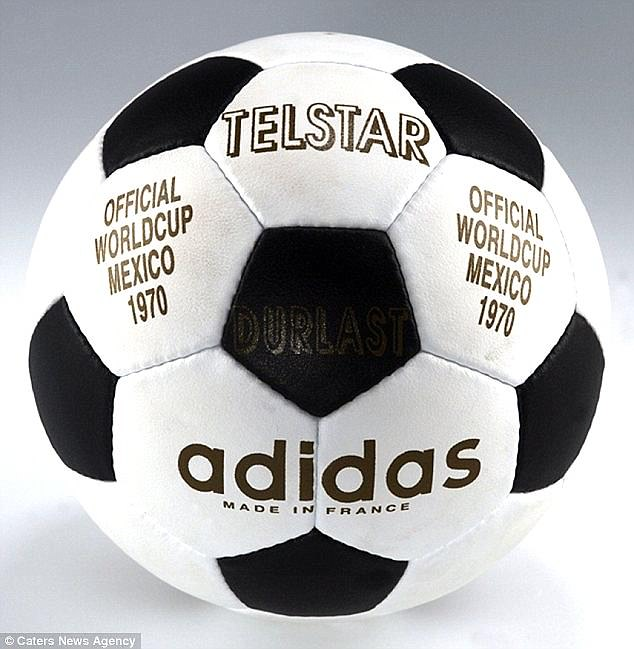 TELSTAR
OFFICIAL
WORLDCUP
MEXICO
1970
OFFICIAL
WORLDCUP
MEXICO
1970
DURLAST
adidas
MADE IN FRANCE
© Caters News Agency